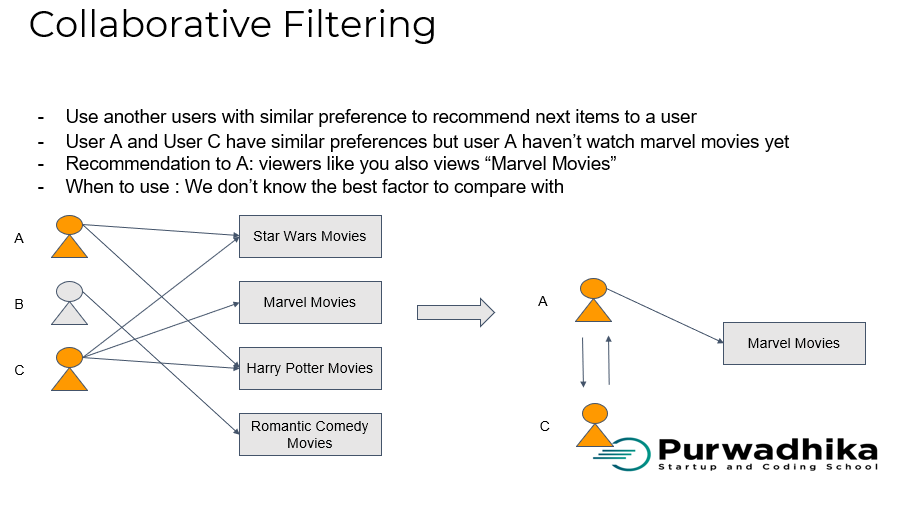 Collaborative Filtering
- Use another users with similar preference to recommend next items to a user
- User A and User C have similar preferences but user A haven’t watch marvel movies yet
- Recommendation to A: viewers like you also views “Marvel Movies”
- When to use : We don’t know the best factor to compare with
A
Star Wars Movies
B
Marvel Movies
C
Harry Potter Movies
Romantic Comedy
Movies
A
Marvel Movies
C
Purwadhika
Startup and Coding School